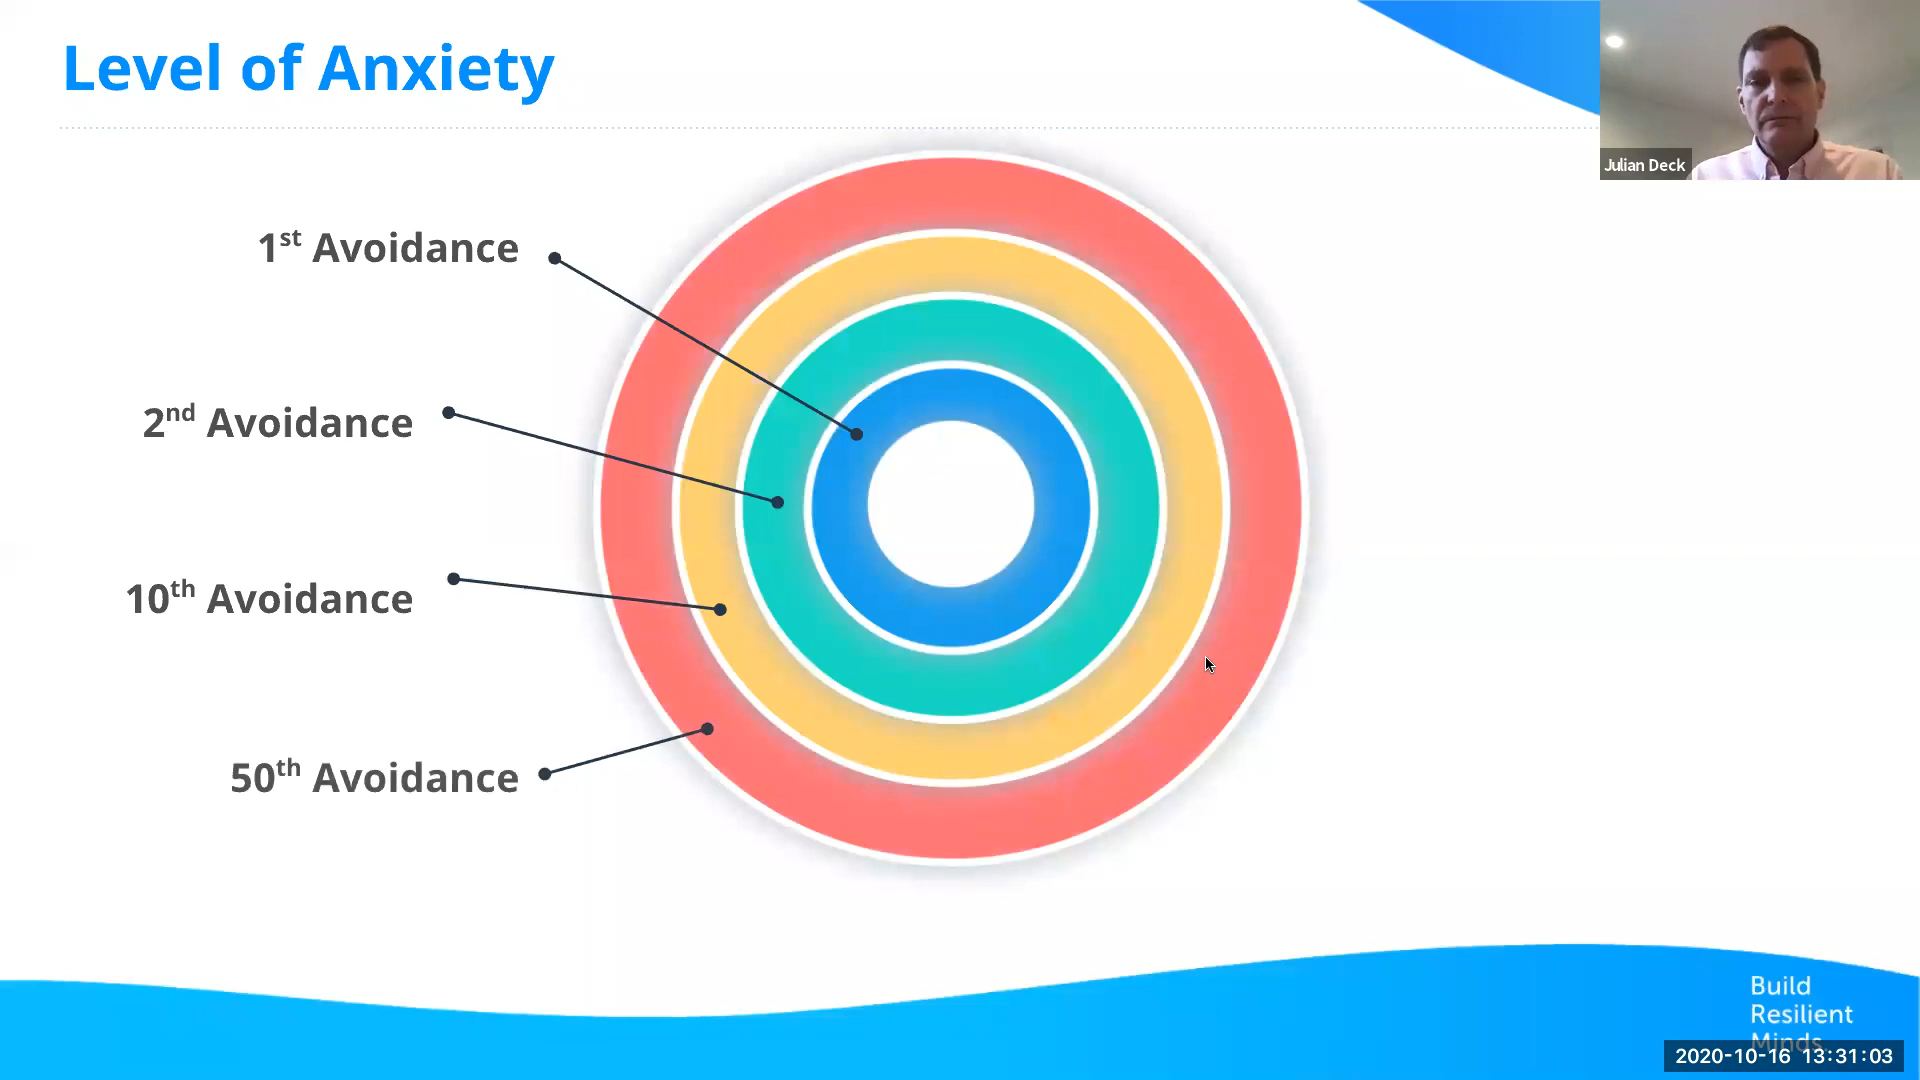 Level of Anxiety
Julian Deck
1st Avoidance
2nd Avoidance
10th Avoidance
50th Avoidance
Build
Resilient
Minds
2020-10-16 13:31:03